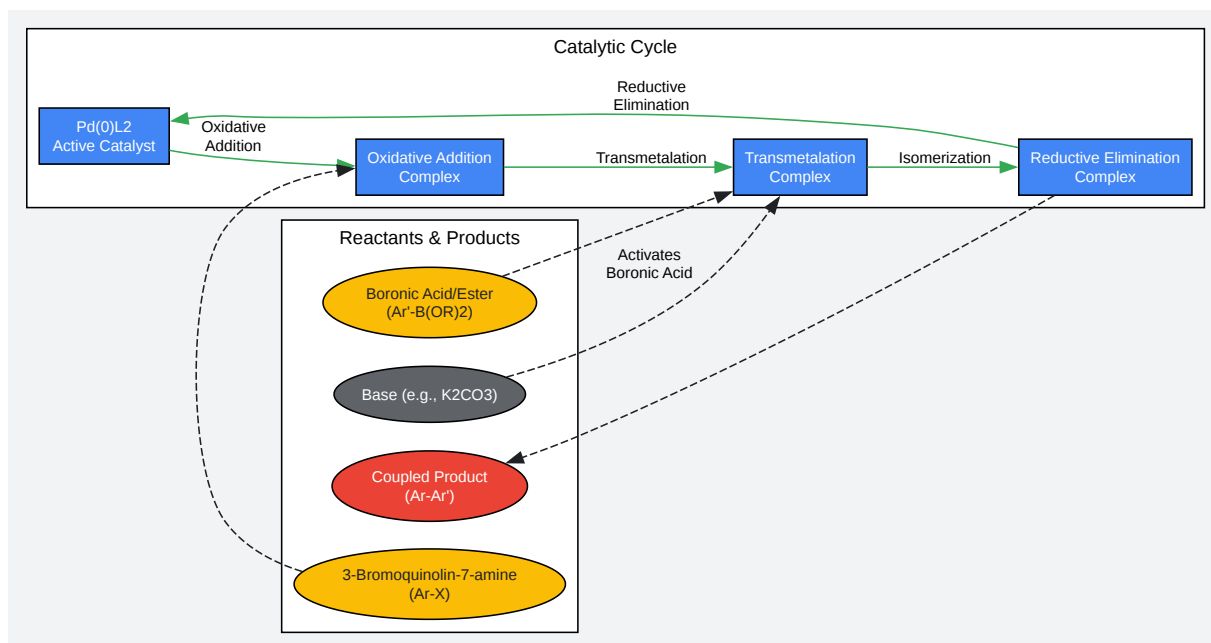 Catalytic Cycle
Reductive
Elimination
Pd(0)L2
Active Catalyst
Oxidative
Addition
Oxidative Addition
Complex
Transmetalation
Transmetalation
Complex
Isomerization
Reductive Elimination
Complex
Reactants & Products
Activates
Boronic Acid
Boronic Acid/Ester
(Ar'-B(OR)2)
Base (e.g., K2CO3)
Coupled Product
(Ar-Ar')
3-Bromoquinolin-7-amine
(Ar-X)